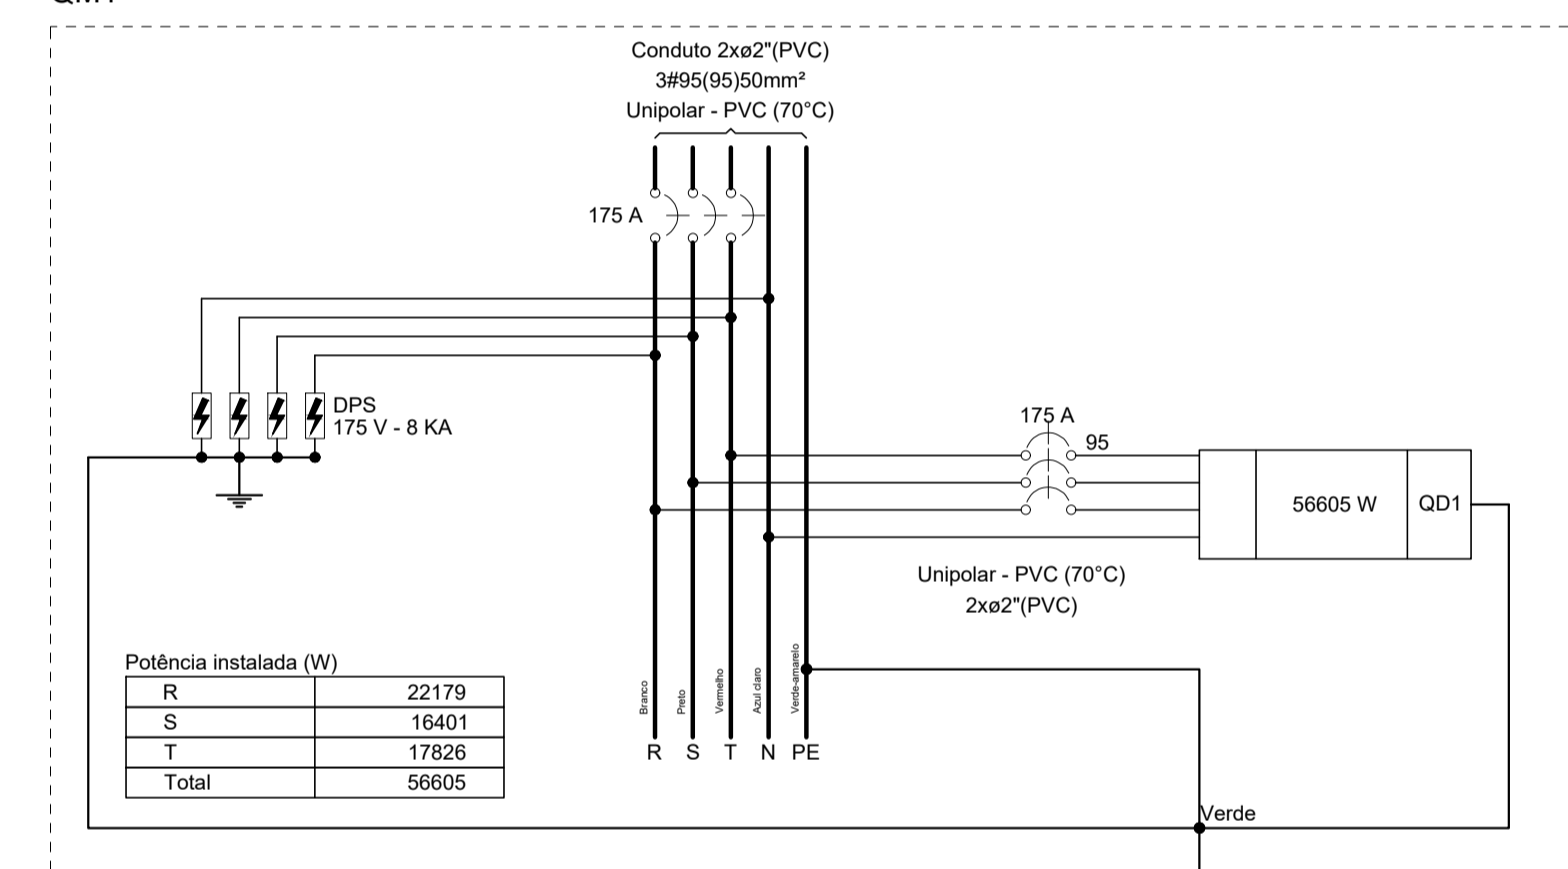 Conduto 2xø2"(PVC)
3#95(95)50mm²
Unipolar - PVC (70°C)
175 A
DPS
175 V - 8 KA
175 A
95
56605 W
QD1
Unipolar - PVC (70°C)
2xø2"(PVC)
Potência instalada (W)
R 22179
S 16401
T 17826
Total 56605
Branco
Preto
Vermelho
Azul claro
Verde-amarelo
R S T N PE
Verde